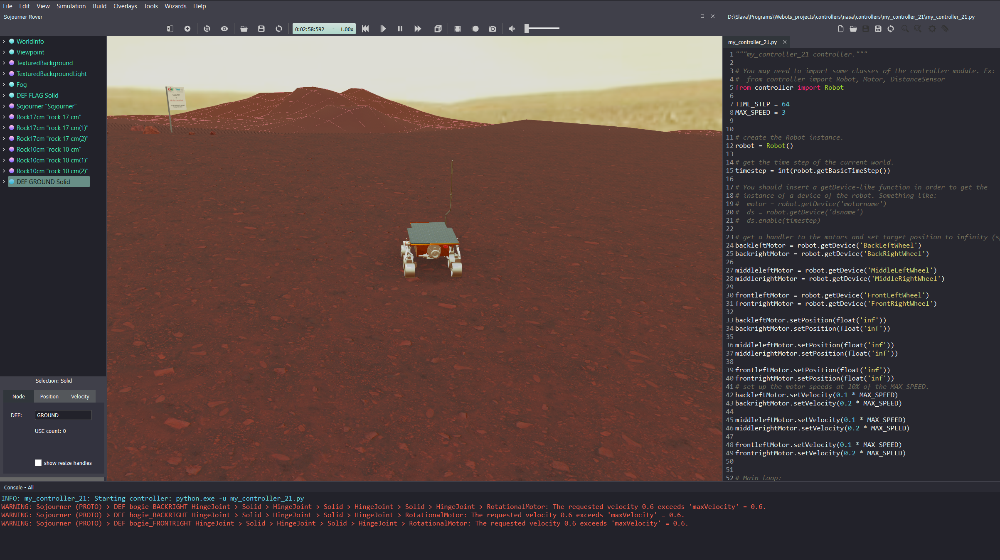 File Edit View Simulation Build Overlays Tools Wizards Help
Sojourner Rover
0:02:58:592 - 1.00x
WorldInfo
Viewpoint
TexturedBackground
TexturedBackgroundLight
Fog
DEF FLAG Solid
Sojourner "Sojourner"
Rock17cm "rock 17 cm"
Rock17cm "rock 17 cm(1)"
Rock17cm "rock 17 cm(2)"
Rock10cm "rock 10 cm"
Rock10cm "rock 10 cm(1)"
Rock10cm "rock 10 cm(2)"
DEF GROUND Solid
Selection: Solid
Node Position Velocity
DEF: GROUND
USE count: 0
show resize handles
D:\Slava\Programs\Webots_projects\controllers\nasa\controllers\my_controller_21\my_controller_21.py
my_controller_21.py
1 """my_controller_21 controller."""
2
3 # You may need to import some classes of the controller module. Ex:
4 #  from controller import Robot, Motor, DistanceSensor
5 from controller import Robot
6
7 TIME_STEP = 64
8 MAX_SPEED = 3
9
10
11 # create the Robot instance.
12 robot = Robot()
13
14 # get the time step of the current world.
15 timestep = int(robot.getBasicTimeStep())
16
17 # You should insert a getDevice-like function in order to get the
18 # instance of a device of the robot. Something like:
19 #  motor = robot.getDevice('motorname')
20 #  ds = robot.getDevice('dsname')
21 #  ds.enable(timestep)
22
23 # get a handler to the motors and set target position to infinity (s
24 backleftMotor = robot.getDevice('BackLeftWheel')
25 backrightMotor = robot.getDevice('BackRightWheel')
26
27 middleleftMotor = robot.getDevice('MiddleLeftWheel')
28 middlerightMotor = robot.getDevice('MiddleRightWheel')
29
30 frontleftMotor = robot.getDevice('FrontLeftWheel')
31 frontrightMotor = robot.getDevice('FrontRightWheel')
32
33 backleftMotor.setPosition(float('inf'))
34 backrightMotor.setPosition(float('inf'))
35
36 middleleftMotor.setPosition(float('inf'))
37 middlerightMotor.setPosition(float('inf'))
38
39 frontleftMotor.setPosition(float('inf'))
40 frontrightMotor.setPosition(float('inf'))
41 # set up the motor speeds at 10% of the MAX_SPEED.
42 backleftMotor.setVelocity(0.1 * MAX_SPEED)
43 backrightMotor.setVelocity(0.2 * MAX_SPEED)
44
45 middleleftMotor.setVelocity(0.1 * MAX_SPEED)
46 middlerightMotor.setVelocity(0.2 * MAX_SPEED)
47
48 frontleftMotor.setVelocity(0.1 * MAX_SPEED)
49 frontrightMotor.setVelocity(0.2 * MAX_SPEED)
50
51
52 # Main loop:
Console - All
INFO: my_controller_21: Starting controller: python.exe -u my_controller_21.py
WARNING: Sojourner (PROTO) > DEF bogie_BACKRIGHT HingeJoint > Solid > HingeJoint > Solid > HingeJoint > Solid > HingeJoint > RotationalMotor: The requested velocity 0.6 exceeds 'maxVelocity' = 0.6.
WARNING: Sojourner (PROTO) > DEF bogie_BACKRIGHT HingeJoint > Solid > HingeJoint > Solid > HingeJoint > RotationalMotor: The requested velocity 0.6 exceeds 'maxVelocity' = 0.6.
WARNING: Sojourner (PROTO) > DEF bogie_FRONTRIGHT HingeJoint > Solid > HingeJoint > Solid > HingeJoint > RotationalMotor: The requested velocity 0.6 exceeds 'maxVelocity' = 0.6.